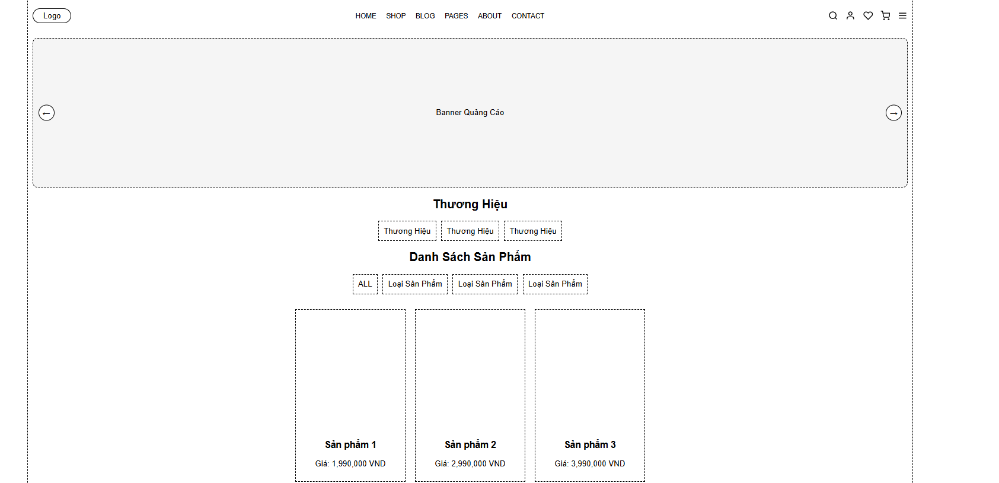 Logo HOME SHOP BLOG PAGES ABOUT CONTACT
← Banner Quảng Cáo →
Thương Hiệu
Thương Hiệu Thương Hiệu Thương Hiệu
Danh Sách Sản Phẩm
ALL Loại Sản Phẩm Loại Sản Phẩm Loại Sản Phẩm
Sản phẩm 1 Sản phẩm 2 Sản phẩm 3
Giá: 1,990,000 VND Giá: 2,990,000 VND Giá: 3,990,000 VND